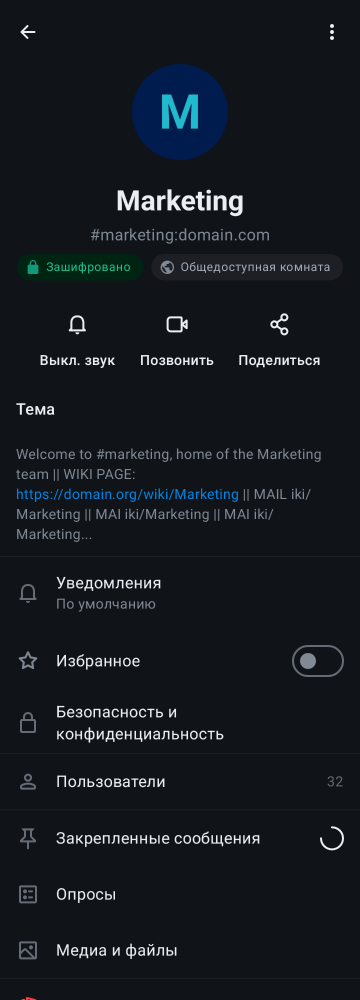 M
Marketing
#marketing:domain.com
Зашифровано
Общедоступная комната
Выкл. звук
Позвонить
Поделиться
Тема
Welcome to #marketing, home of the Marketing
team || WIKI PAGE:
https://domain.org/wiki/Marketing || MAIL iki/
Marketing || MAI iki/Marketing || MAI iki/
Marketing...
Уведомления
По умолчанию
Избранное
Безопасность и
конфиденциальность
Пользователи
32
Закрепленные сообщения
Опросы
Медиа и файлы